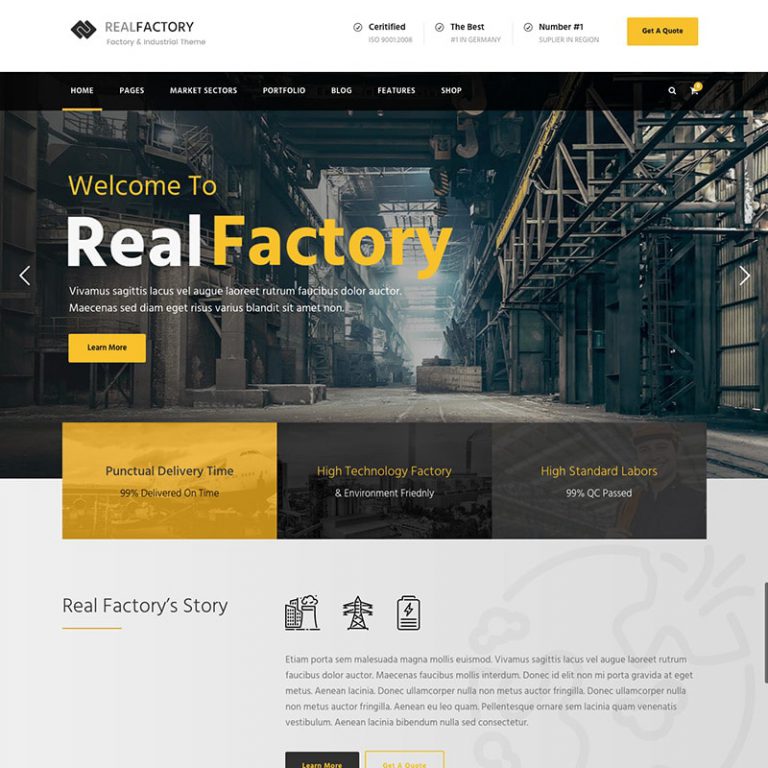 REALFACTORY
Factory & Industrial Theme
Ceritified
ISO 9001:2008
The Best
#1 IN GERMANY
Number #1
SUPLIER IN REGION
Get A Quote
HOME PAGES MARKET SECTORS PORTFOLIO BLOG FEATURES SHOP
Welcome To
RealFactory
Vivamus sagittis lacus vel augue laoreet rutrum faucibus dolor auctor.
Maecenas sed diam eget risus varius blandit sit amet non.
Learn More
Punctual Delivery Time
99% Delivered On Time
High Technology Factory
& Environment Friednly
High Standard Labors
99% QC Passed
Real Factory's Story
Etiam porta sem malesuada magna mollis euismod. Vivamus sagittis lacus vel augue laoreet rutrum
faucibus dolor auctor. Maecenas faucibus mollis interdum. Donec id elit non mi porta gravida at eget
metus. Aenean lacinia. Donec ullamcorper nulla non metus auctor fringilla. Donec ullamcorper nulla
non metus auctor fringilla. Aenean eu leo quam. Pellentesque ornare sem lacinia quam venenatis
vestibulum. Aenean lacinia bibendum nulla sed consectetur.
Learn More
Get A Quote